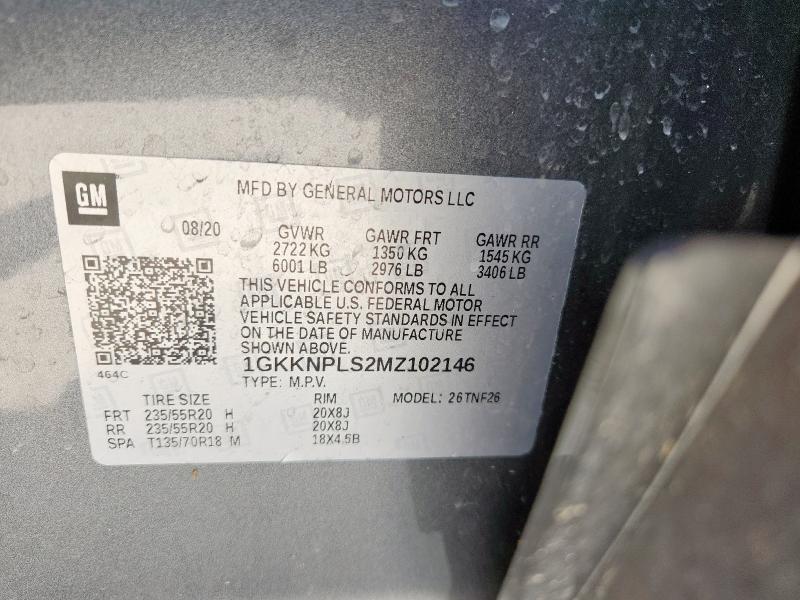 GM
MFD BY GENERAL MOTORS LLC
08/20 GVWR GAWR FRT GAWR RR
2722 KG 1350 KG 1545 KG
6001 LB 2976 LB 3406 LB
THIS VEHICLE CONFORMS TO ALL
APPLICABLE U.S. FEDERAL MOTOR
VEHICLE SAFETY STANDARDS IN EFFECT
ON THE DATE OF MANUFACTURE
SHOWN ABOVE.
464C
1GKKNPLS2MZ102146
TYPE: M.P.V.
TIRE SIZE RIM MODEL: 26TNF26
FRT 235/55R20 H 20X8J
RR 235/55R20 H 20X8J
SPA T135/70R18 M 18X4.5B